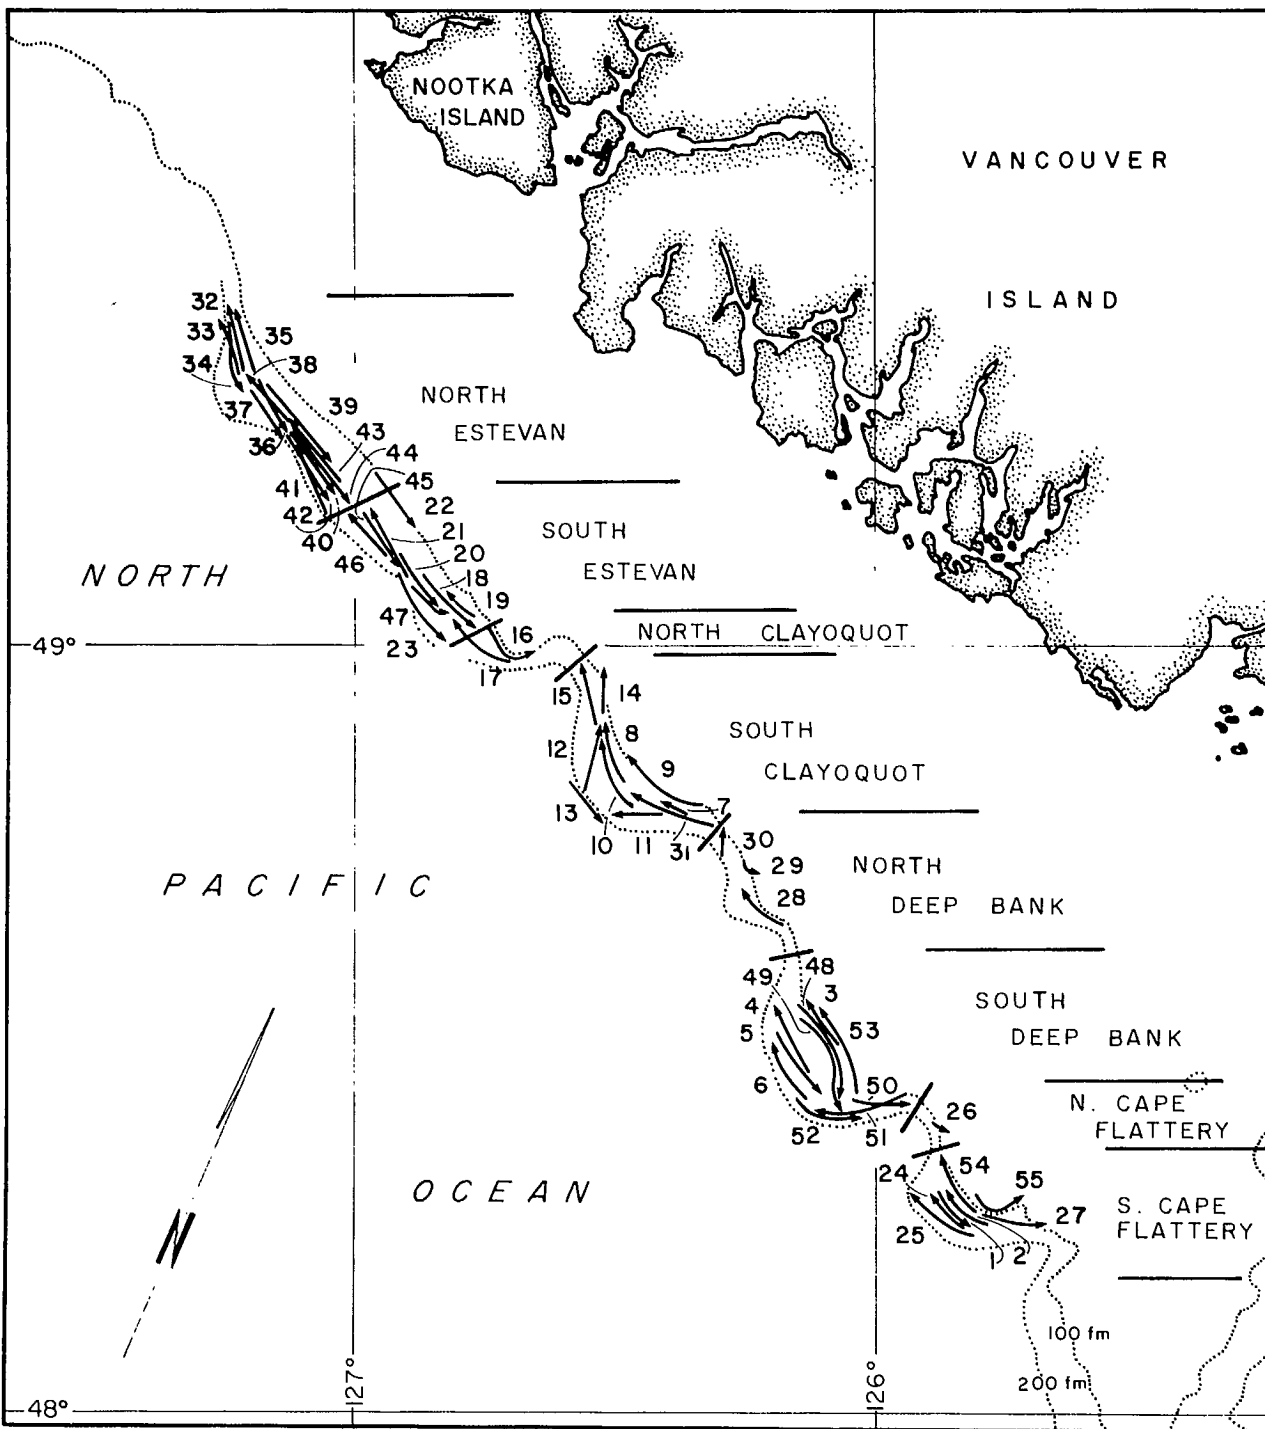 NOOTKA
ISLAND
VANCOUVER
ISLAND
32
33
35
34
38
37
39
36
43
44
41
45
42
22
40
21
46
20
18
NORTH
ESTEVAN
SOUTH
ESTEVAN
NORTH
19
47
16
23
17
NORTH CLAYOQUOT
49°
15
14
12
8
9
SOUTH
CLAYOQUOT
13
7
10
11
31
30
29
28
NORTH
DEEP BANK
PACIFIC
49
48
4
3
5
53
6
50
52
51
SOUTH
DEEP BANK
26
N. CAPE
FLATTERY
OCEAN
24
54
55
25
27
1
2
S. CAPE
FLATTERY
N
100 fm
200 fm
127°
126°
48°